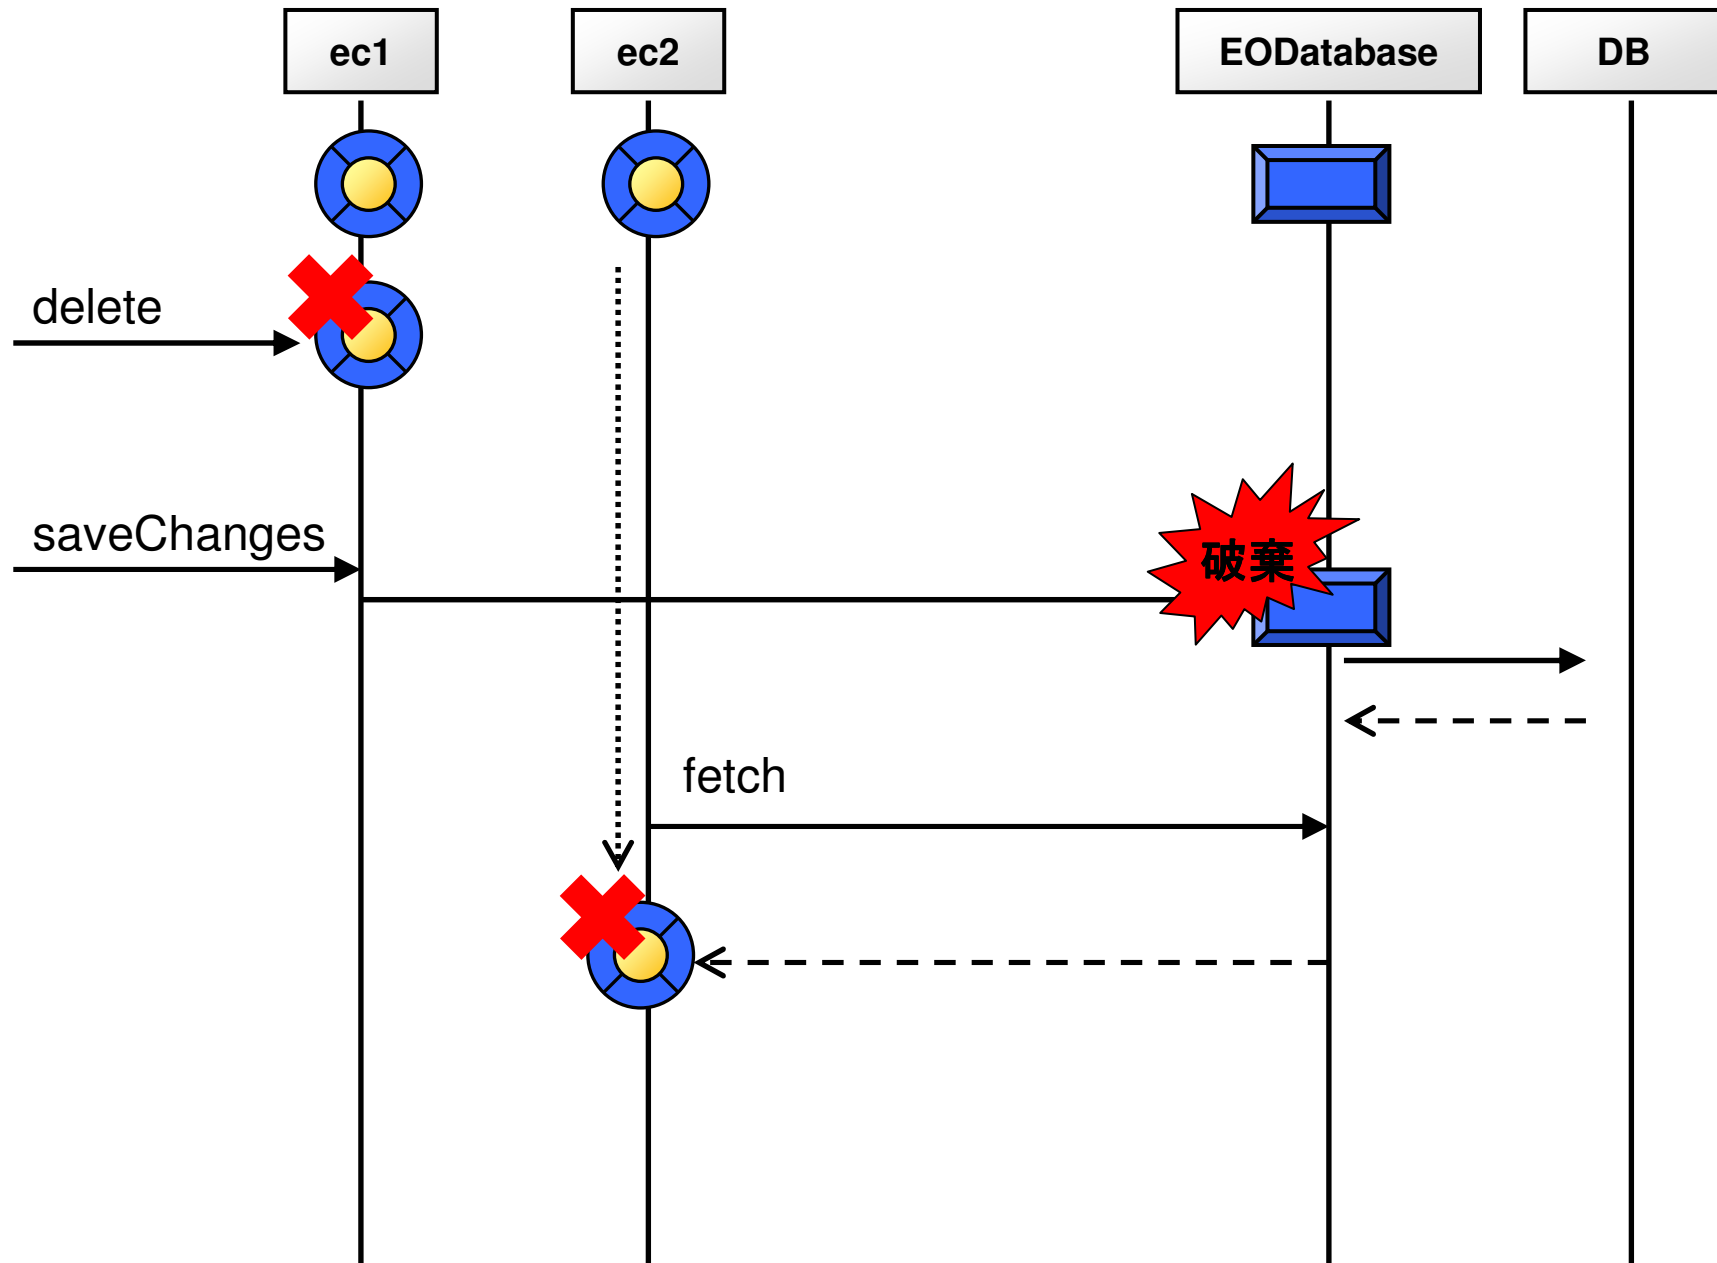 ec1
ec2
EODatabase
DB
delete
saveChanges
破棄
fetch